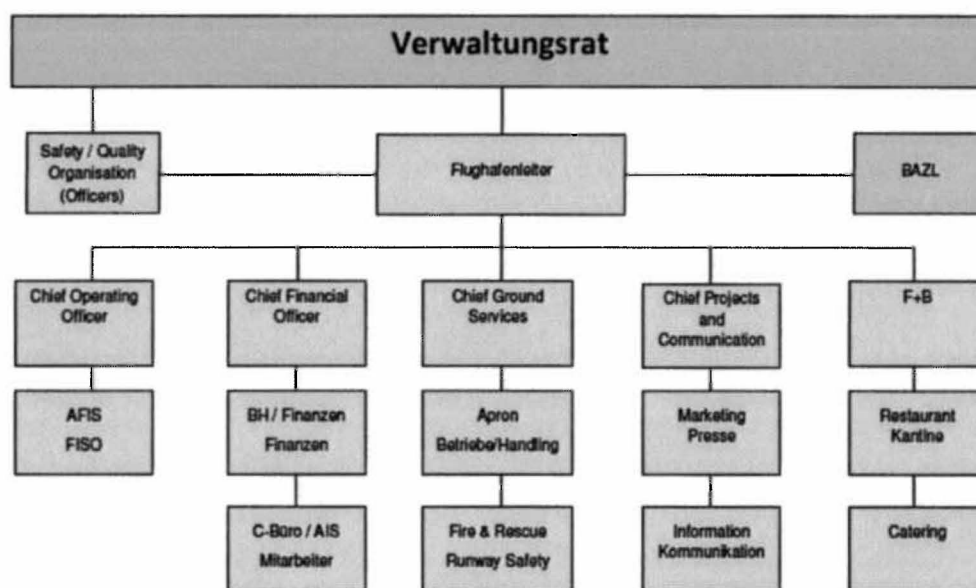 Verwaltungsrat
Safety / Quality
Organisation
(Officers)
Flughafenleiter
BAZL
Chief Operating
Officer
Chief Financial
Officer
Chief Ground
Services
Chief Projects
and
Communication
F+B
AFIS
FISO
BH / Finanzen
Finanzen
Apron
Betriebe/Handling
Marketing
Presse
Restaurant
Kantine
C-Büro / AIS
Mitarbeiter
Fire & Rescue
Runway Safety
Information
Kommunikation
Catering